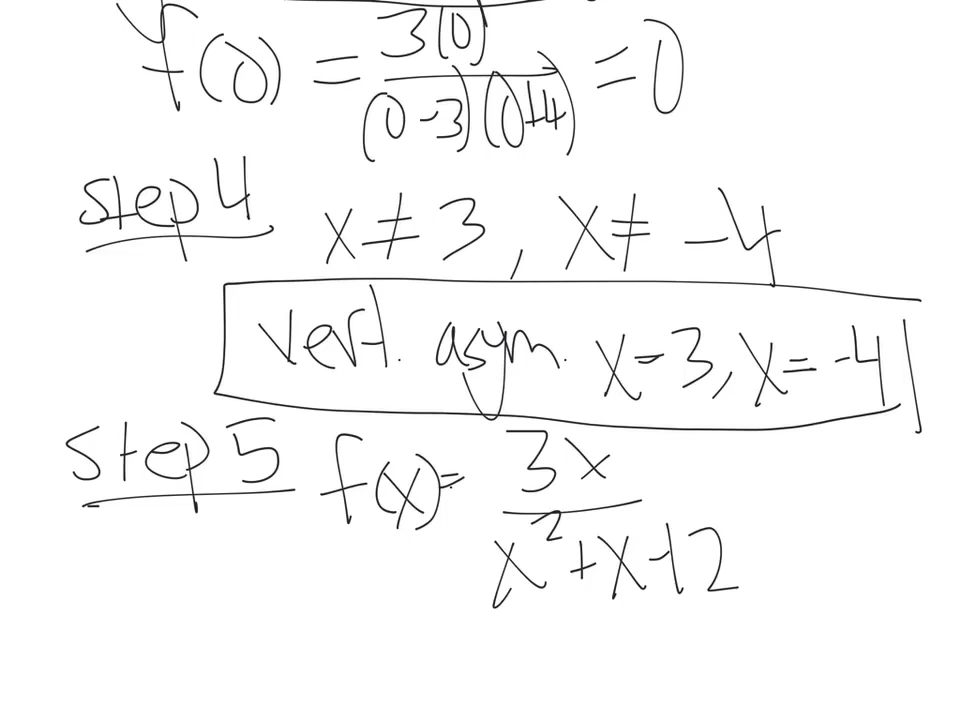 f(0) = 3(0) / (0-3)(0+4) = 0
step 4 x ≠ 3, x ≠ -4
vert. asym. x=3, x= -4
step 5 f(x)= 3x / x²+x-12